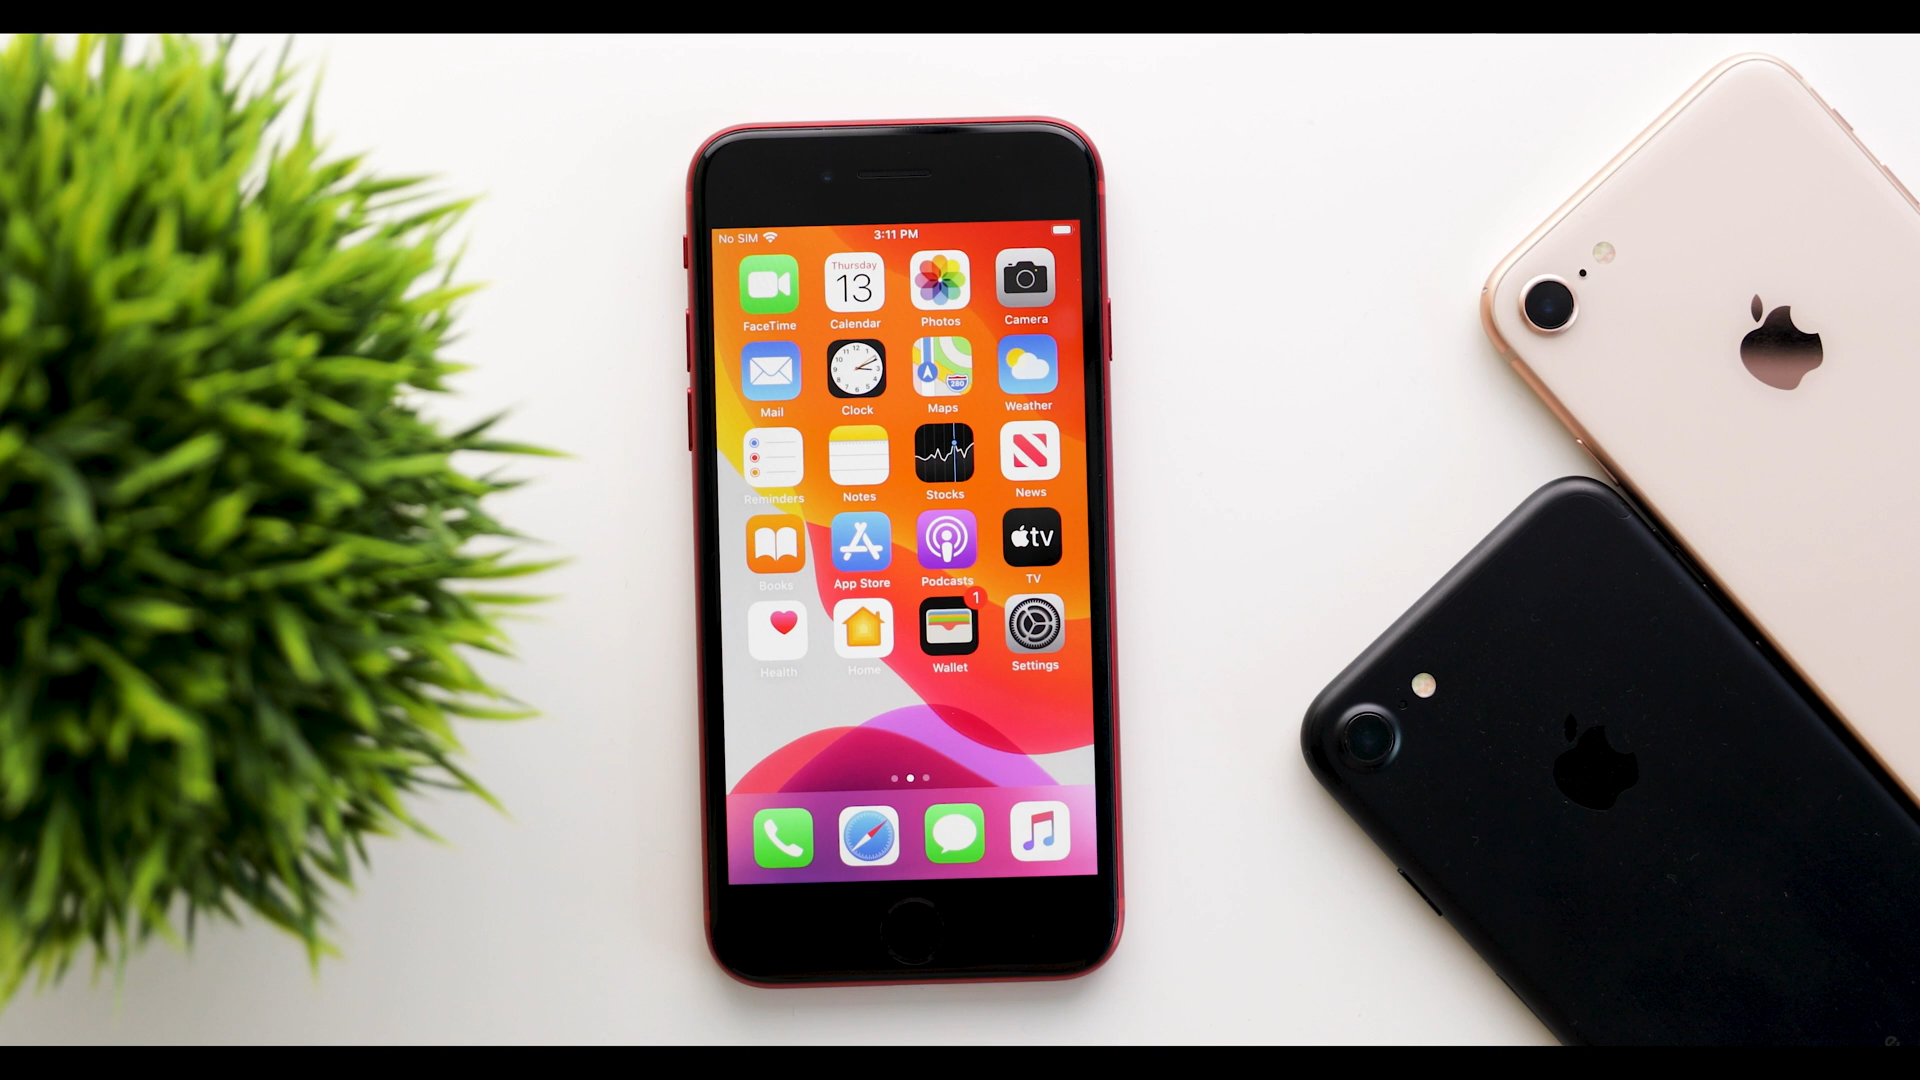 No SIM 3:11 PM
Thursday
13
FaceTime Calendar Photos Camera
280
Mail Clock Maps Weather
Reminders Notes Stocks News
tv
Books App Store Podcasts TV
1
Health Home Wallet Settings